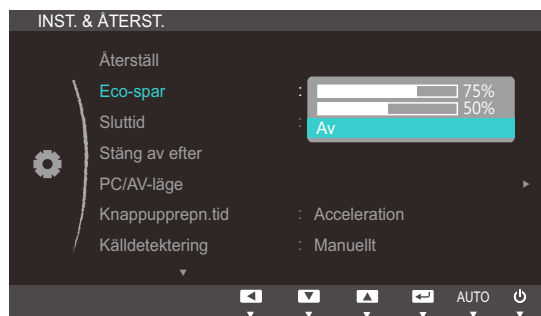 INST. & ÅTERST.
Återställ
Eco-spar : 75%
50%
Sluttid : Av
Stäng av efter
PC/AV-läge
Knappupprepn.tid : Acceleration
Källdetektering : Manuellt
AUTO